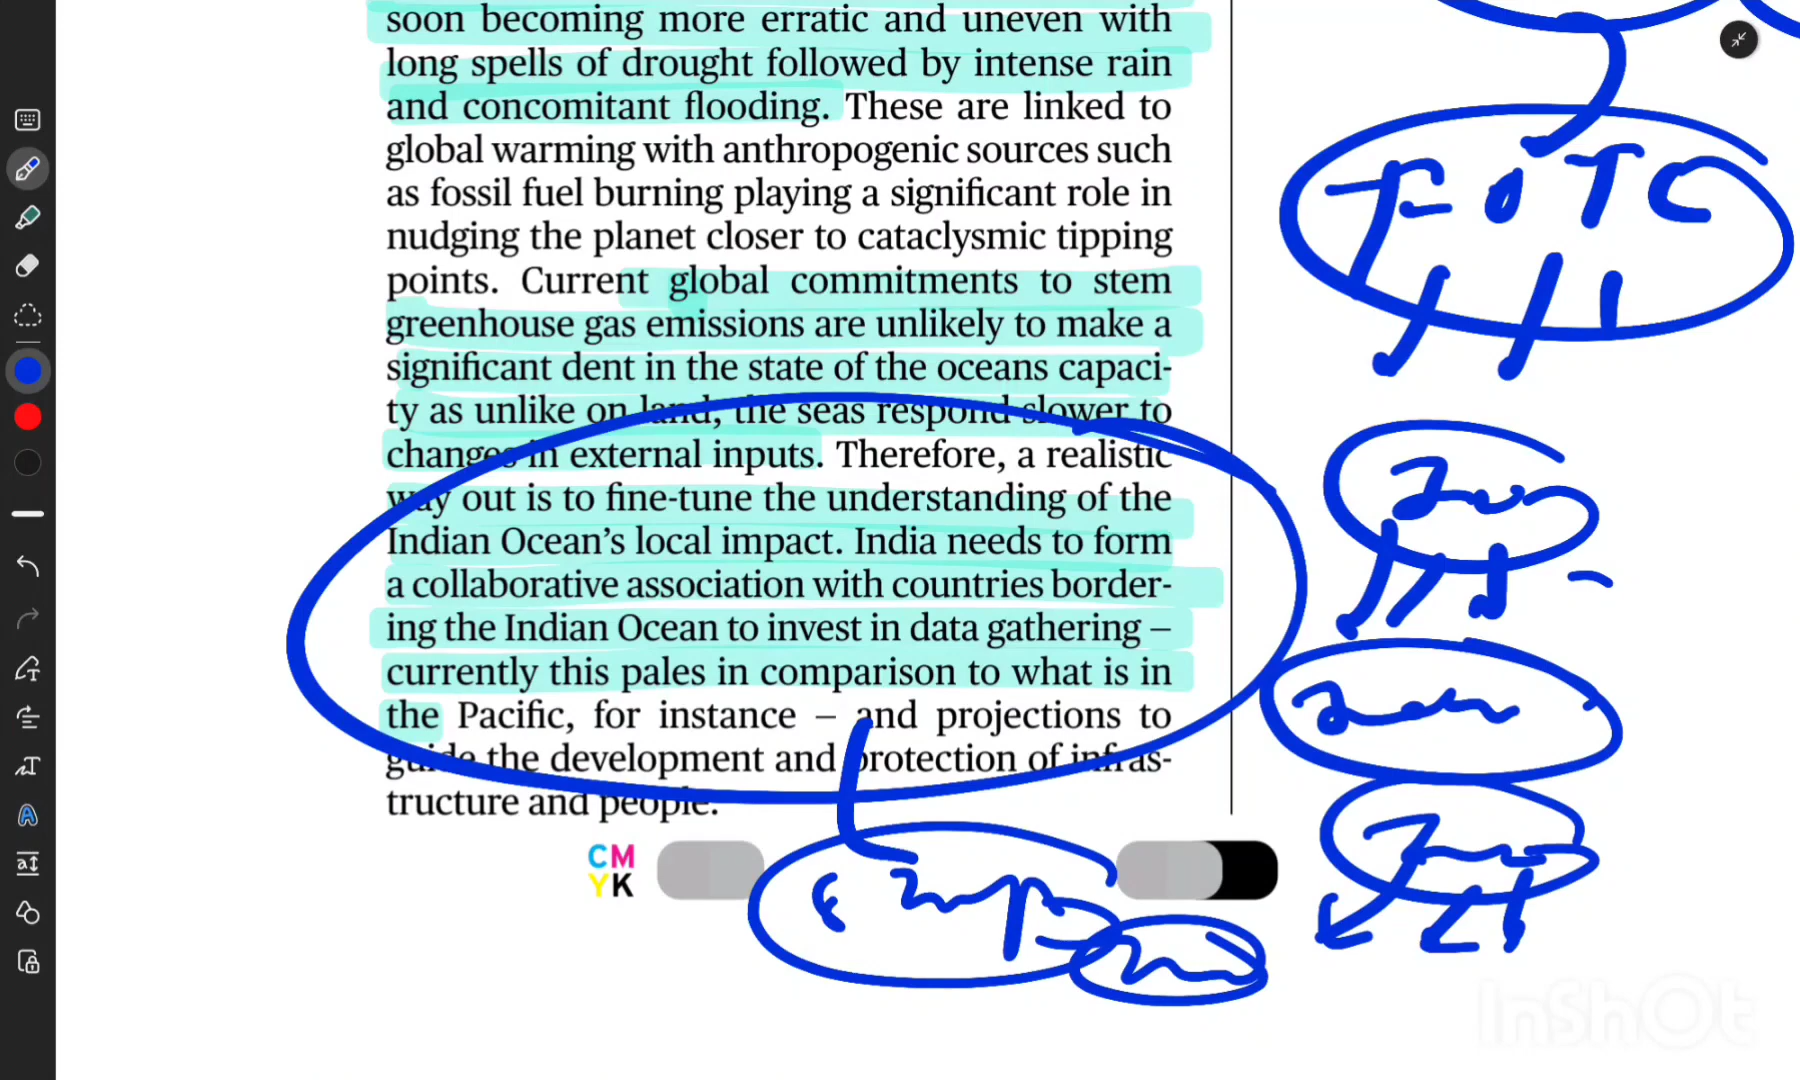 soon becoming more erratic and uneven with
long spells of drought followed by intense rain
and concomitant flooding. These are linked to
global warming with anthropogenic sources such
as fossil fuel burning playing a significant role in
nudging the planet closer to cataclysmic tipping
points. Current global commitments to stem
greenhouse gas emissions are unlikely to make a
significant dent in the state of the oceans capaci-
ty as unlike on land, the seas respond slower to
changes in external inputs. Therefore, a realistic
way out is to fine-tune the understanding of the
Indian Ocean's local impact. India needs to form
a collaborative association with countries border-
ing the Indian Ocean to invest in data gathering –
currently this pales in comparison to what is in
the Pacific, for instance – and projections to
guide the development and protection of infras-
tructure and people.
CM
YK
InShOt